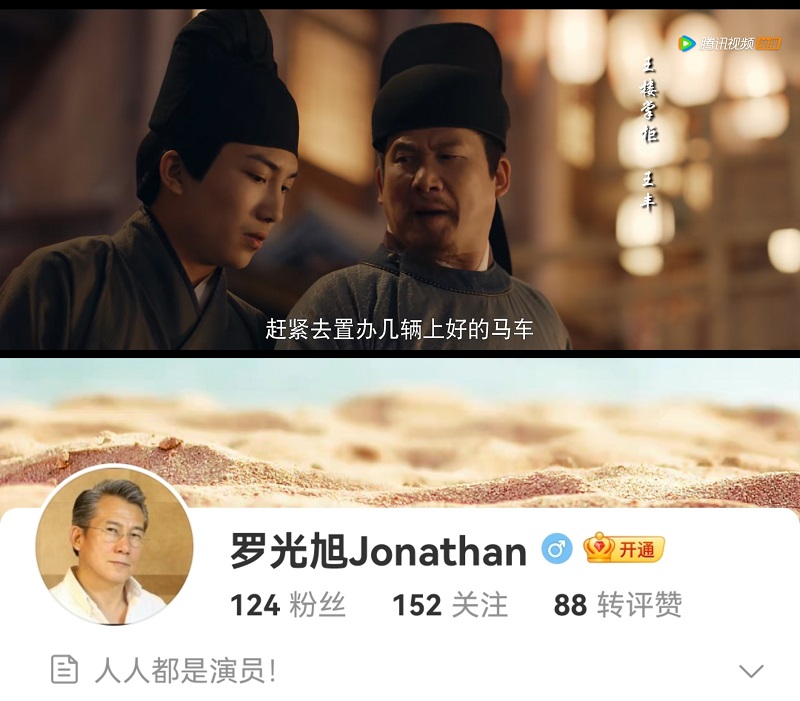 腾讯视频
王楼掌柜 王丰
赶紧去置办几辆上好的马车
罗光旭Jonathan
开通
124 粉丝 152 关注 88 转评赞
人人都是演员!